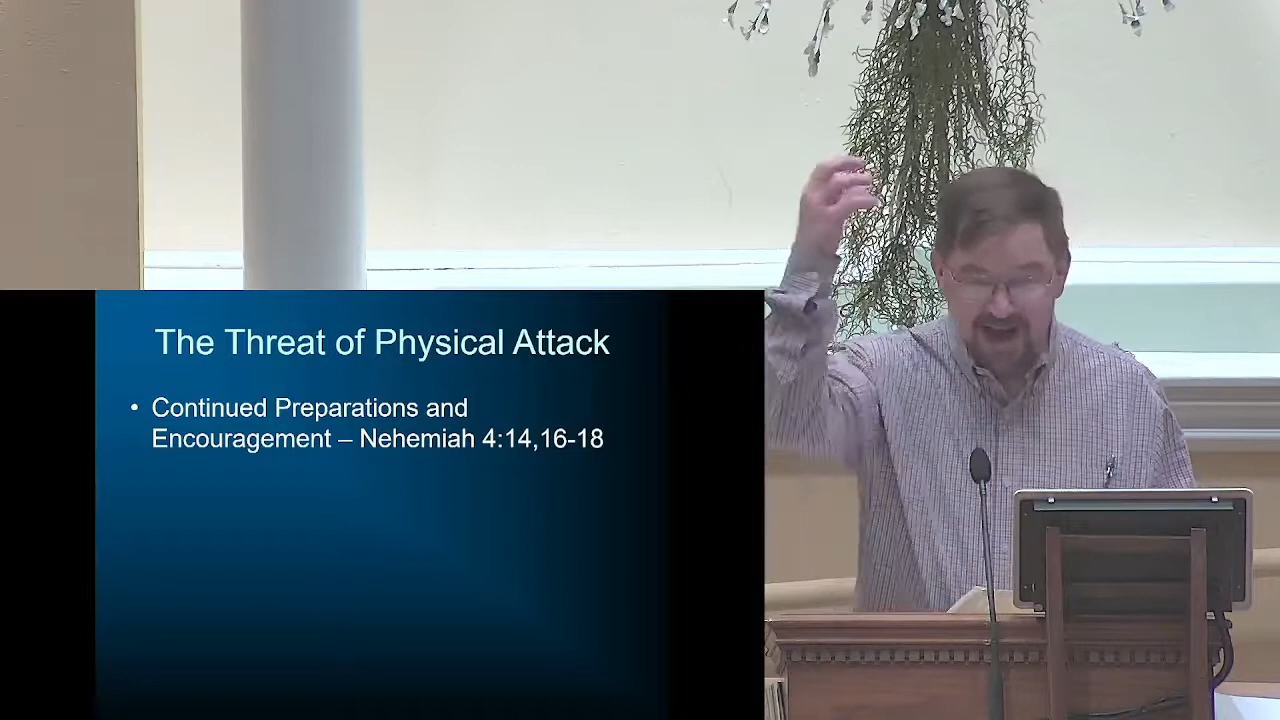 The Threat of Physical Attack
• Continued Preparations and
Encouragement – Nehemiah 4:14,16-18